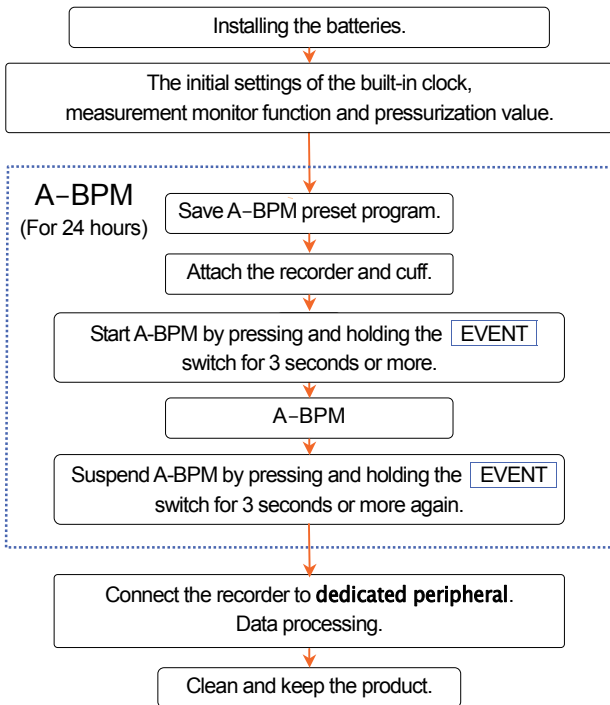 Installing the batteries.
The initial settings of the built-in clock,
measurement monitor function and pressurization value.
A-BPM
(For 24 hours)
Save A-BPM preset program.
Attach the recorder and cuff.
Start A-BPM by pressing and holding the EVENT
switch for 3 seconds or more.
A-BPM
Suspend A-BPM by pressing and holding the EVENT
switch for 3 seconds or more again.
Connect the recorder to dedicated peripheral.
Data processing.
Clean and keep the product.